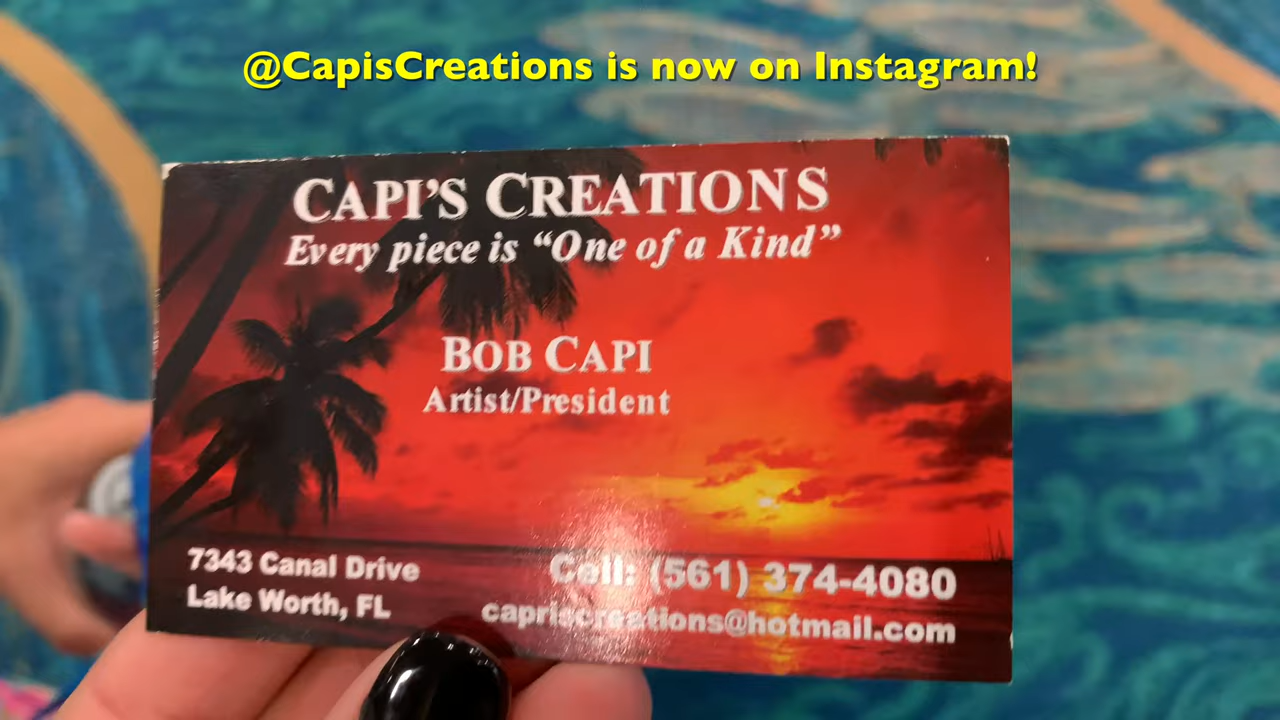 @CapisCreations is now on Instagram!
CAPI'S CREATIONS
Every piece is “One of a Kind”
BOB CAPI
Artist/President
7343 Canal Drive
Lake Worth, FL
Cell: (561) 374-4080
capriscreations@hotmail.com